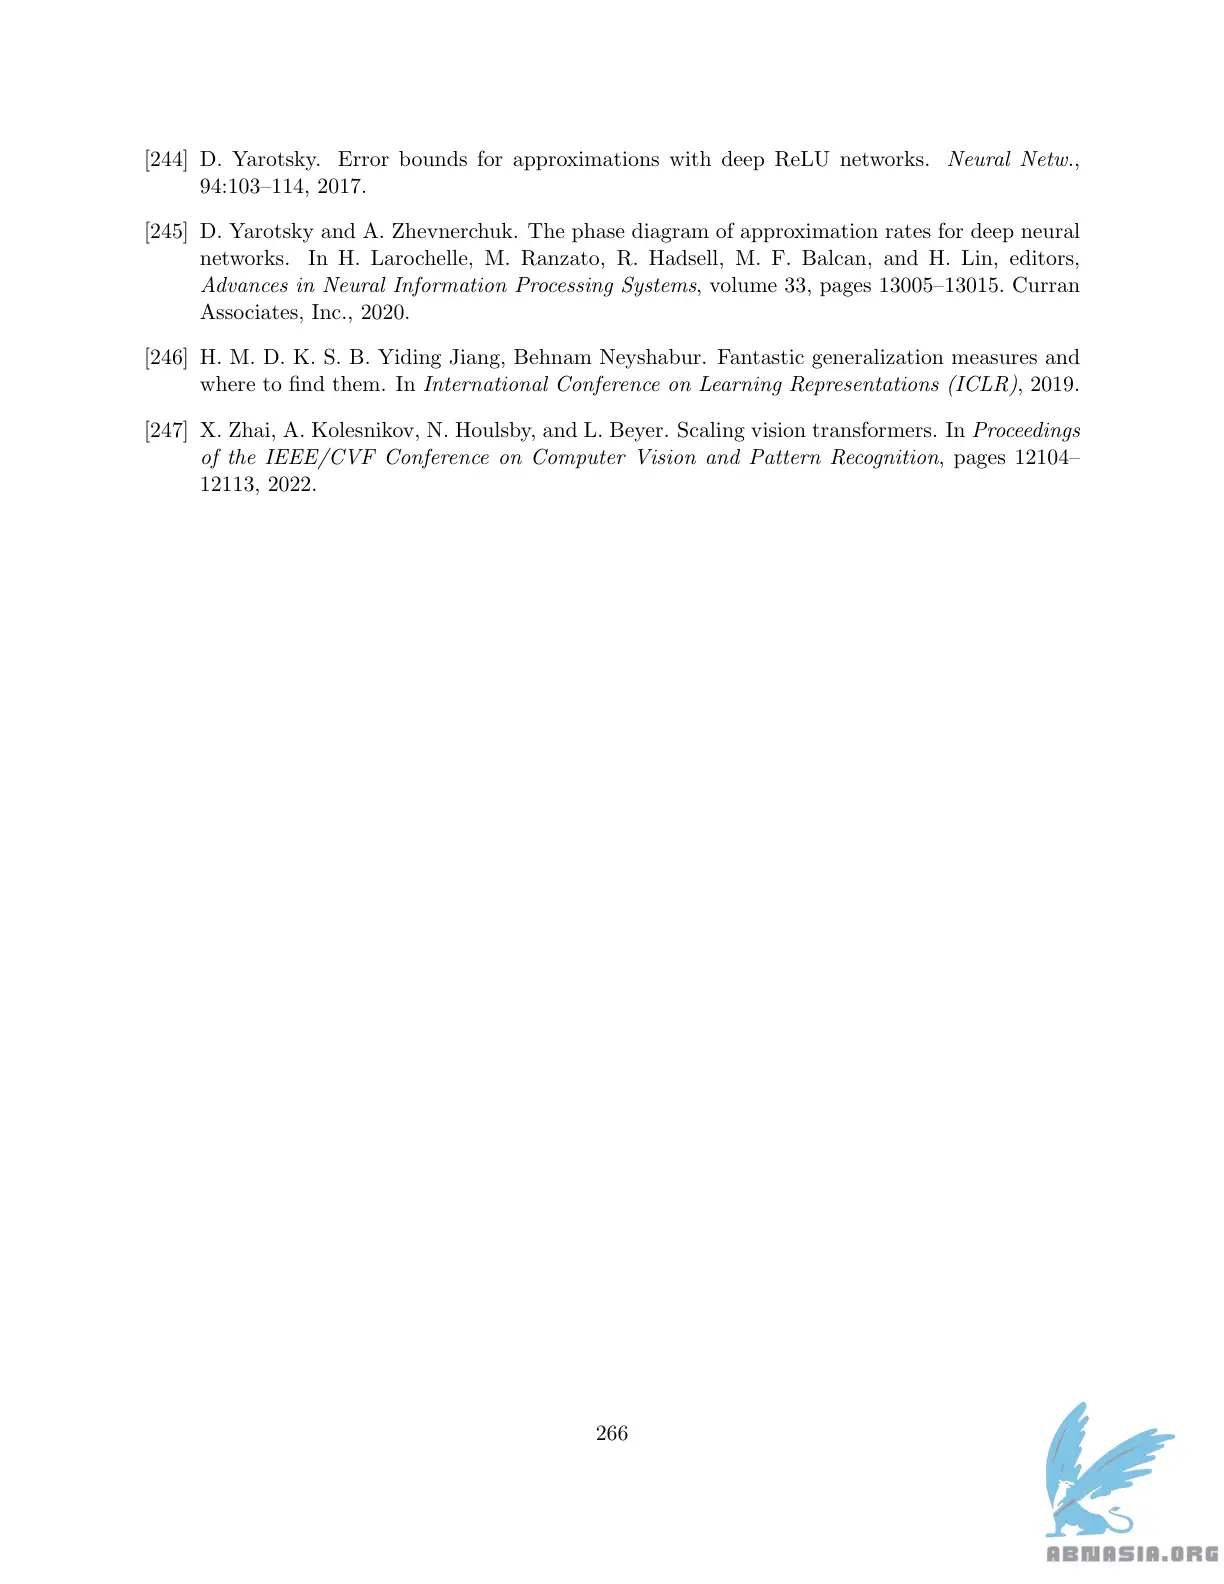 [244] D. Yarotsky. Error bounds for approximations with deep ReLU networks. Neural Netw.,
94:103–114, 2017.
[245] D. Yarotsky and A. Zhevnerchuk. The phase diagram of approximation rates for deep neural
networks. In H. Larochelle, M. Ranzato, R. Hadsell, M. F. Balcan, and H. Lin, editors,
Advances in Neural Information Processing Systems, volume 33, pages 13005–13015. Curran
Associates, Inc., 2020.
[246] H. M. D. K. S. B. Yiding Jiang, Behnam Neyshabur. Fantastic generalization measures and
where to find them. In International Conference on Learning Representations (ICLR), 2019.
[247] X. Zhai, A. Kolesnikov, N. Houlsby, and L. Beyer. Scaling vision transformers. In Proceedings
of the IEEE/CVF Conference on Computer Vision and Pattern Recognition, pages 12104–
12113, 2022.
266
ABNASIA.ORG